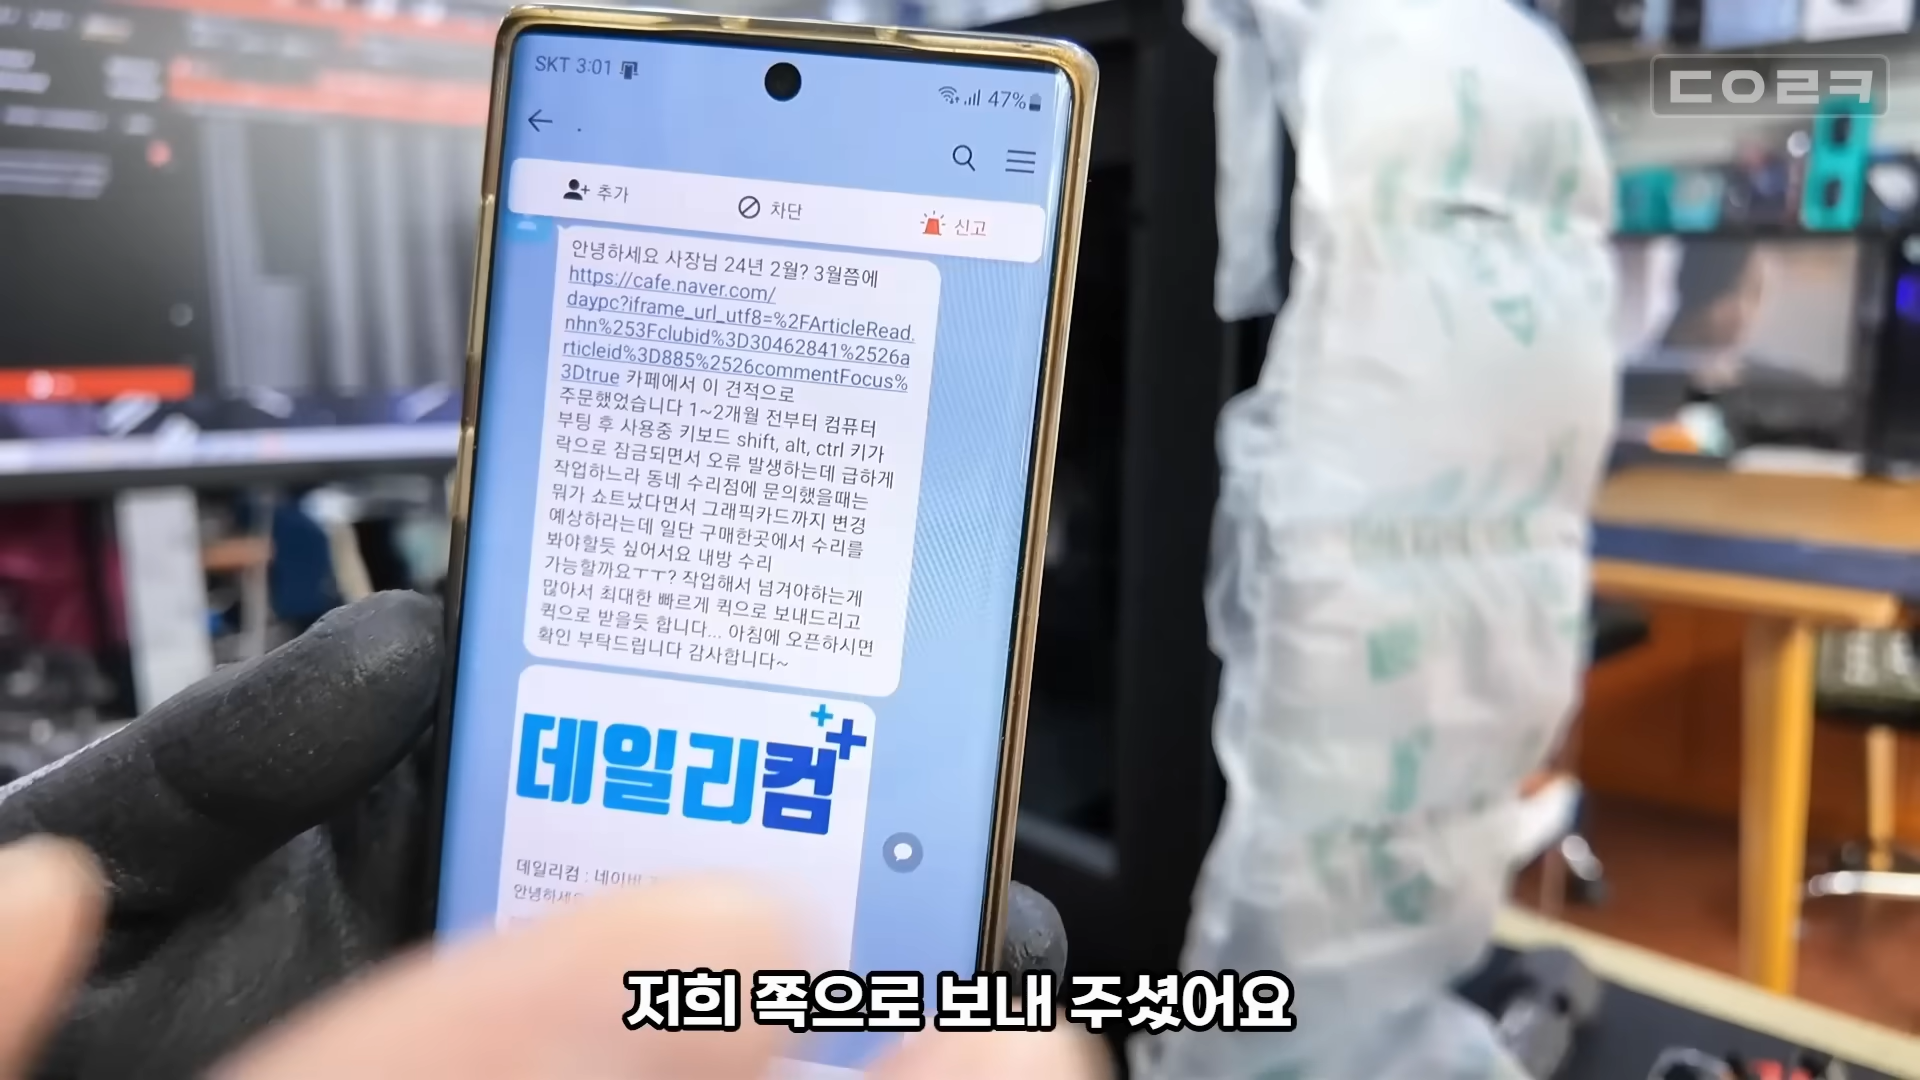 SKT 3:01
47%
ㄷㅇㄹㅋ
추가
차단
신고
안녕하세요 사장님 24년 2월? 3월쯤에
https://cafe.naver.com/
daypc?iframe_url_utf8=%2FArticleRead.
nhn%253Fclubid%3D30462841%2526a
rticleid%3D885%2526commentFocus%
3Dtrue 카페에서 이 견적으로
주문했었습니다 1~2개월 전부터 컴퓨터
부팅 후 사용중 키보드 shift, alt, ctrl 키가
락으로 잠금되면서 오류 발생하는데 급하게
작업하느라 동네 수리점에 문의했을때는
뭐가 쇼트났다면서 그래픽카드까지 변경
예상하라는데 일단 구매한곳에서 수리를
봐야할듯 싶어서요 내방 수리
가능할까요ㅜㅜ? 작업해서 넘겨야하는게
많아서 최대한 빠르게 퀵으로 보내드리고
퀵으로 받을듯 합니다... 아침에 오픈하시면
확인 부탁드립니다 감사합니다~
데일리컴++
데일리컴 : 네이버
안녕하세요
저희 쪽으로 보내 주셨어요